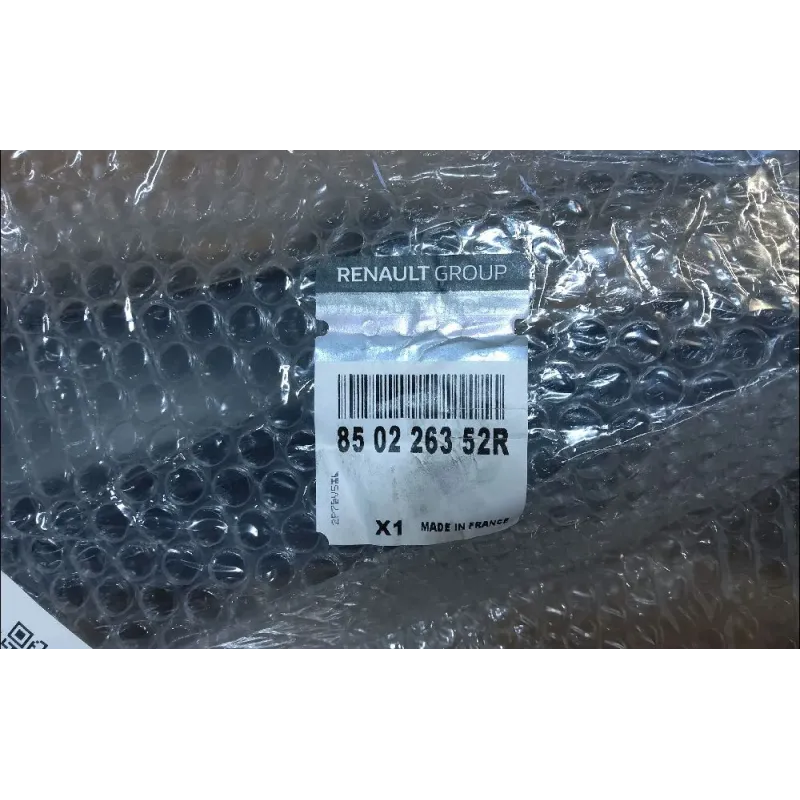 RENAULT GROUP
85 02 263 52R
X1 MADE IN FRANCE